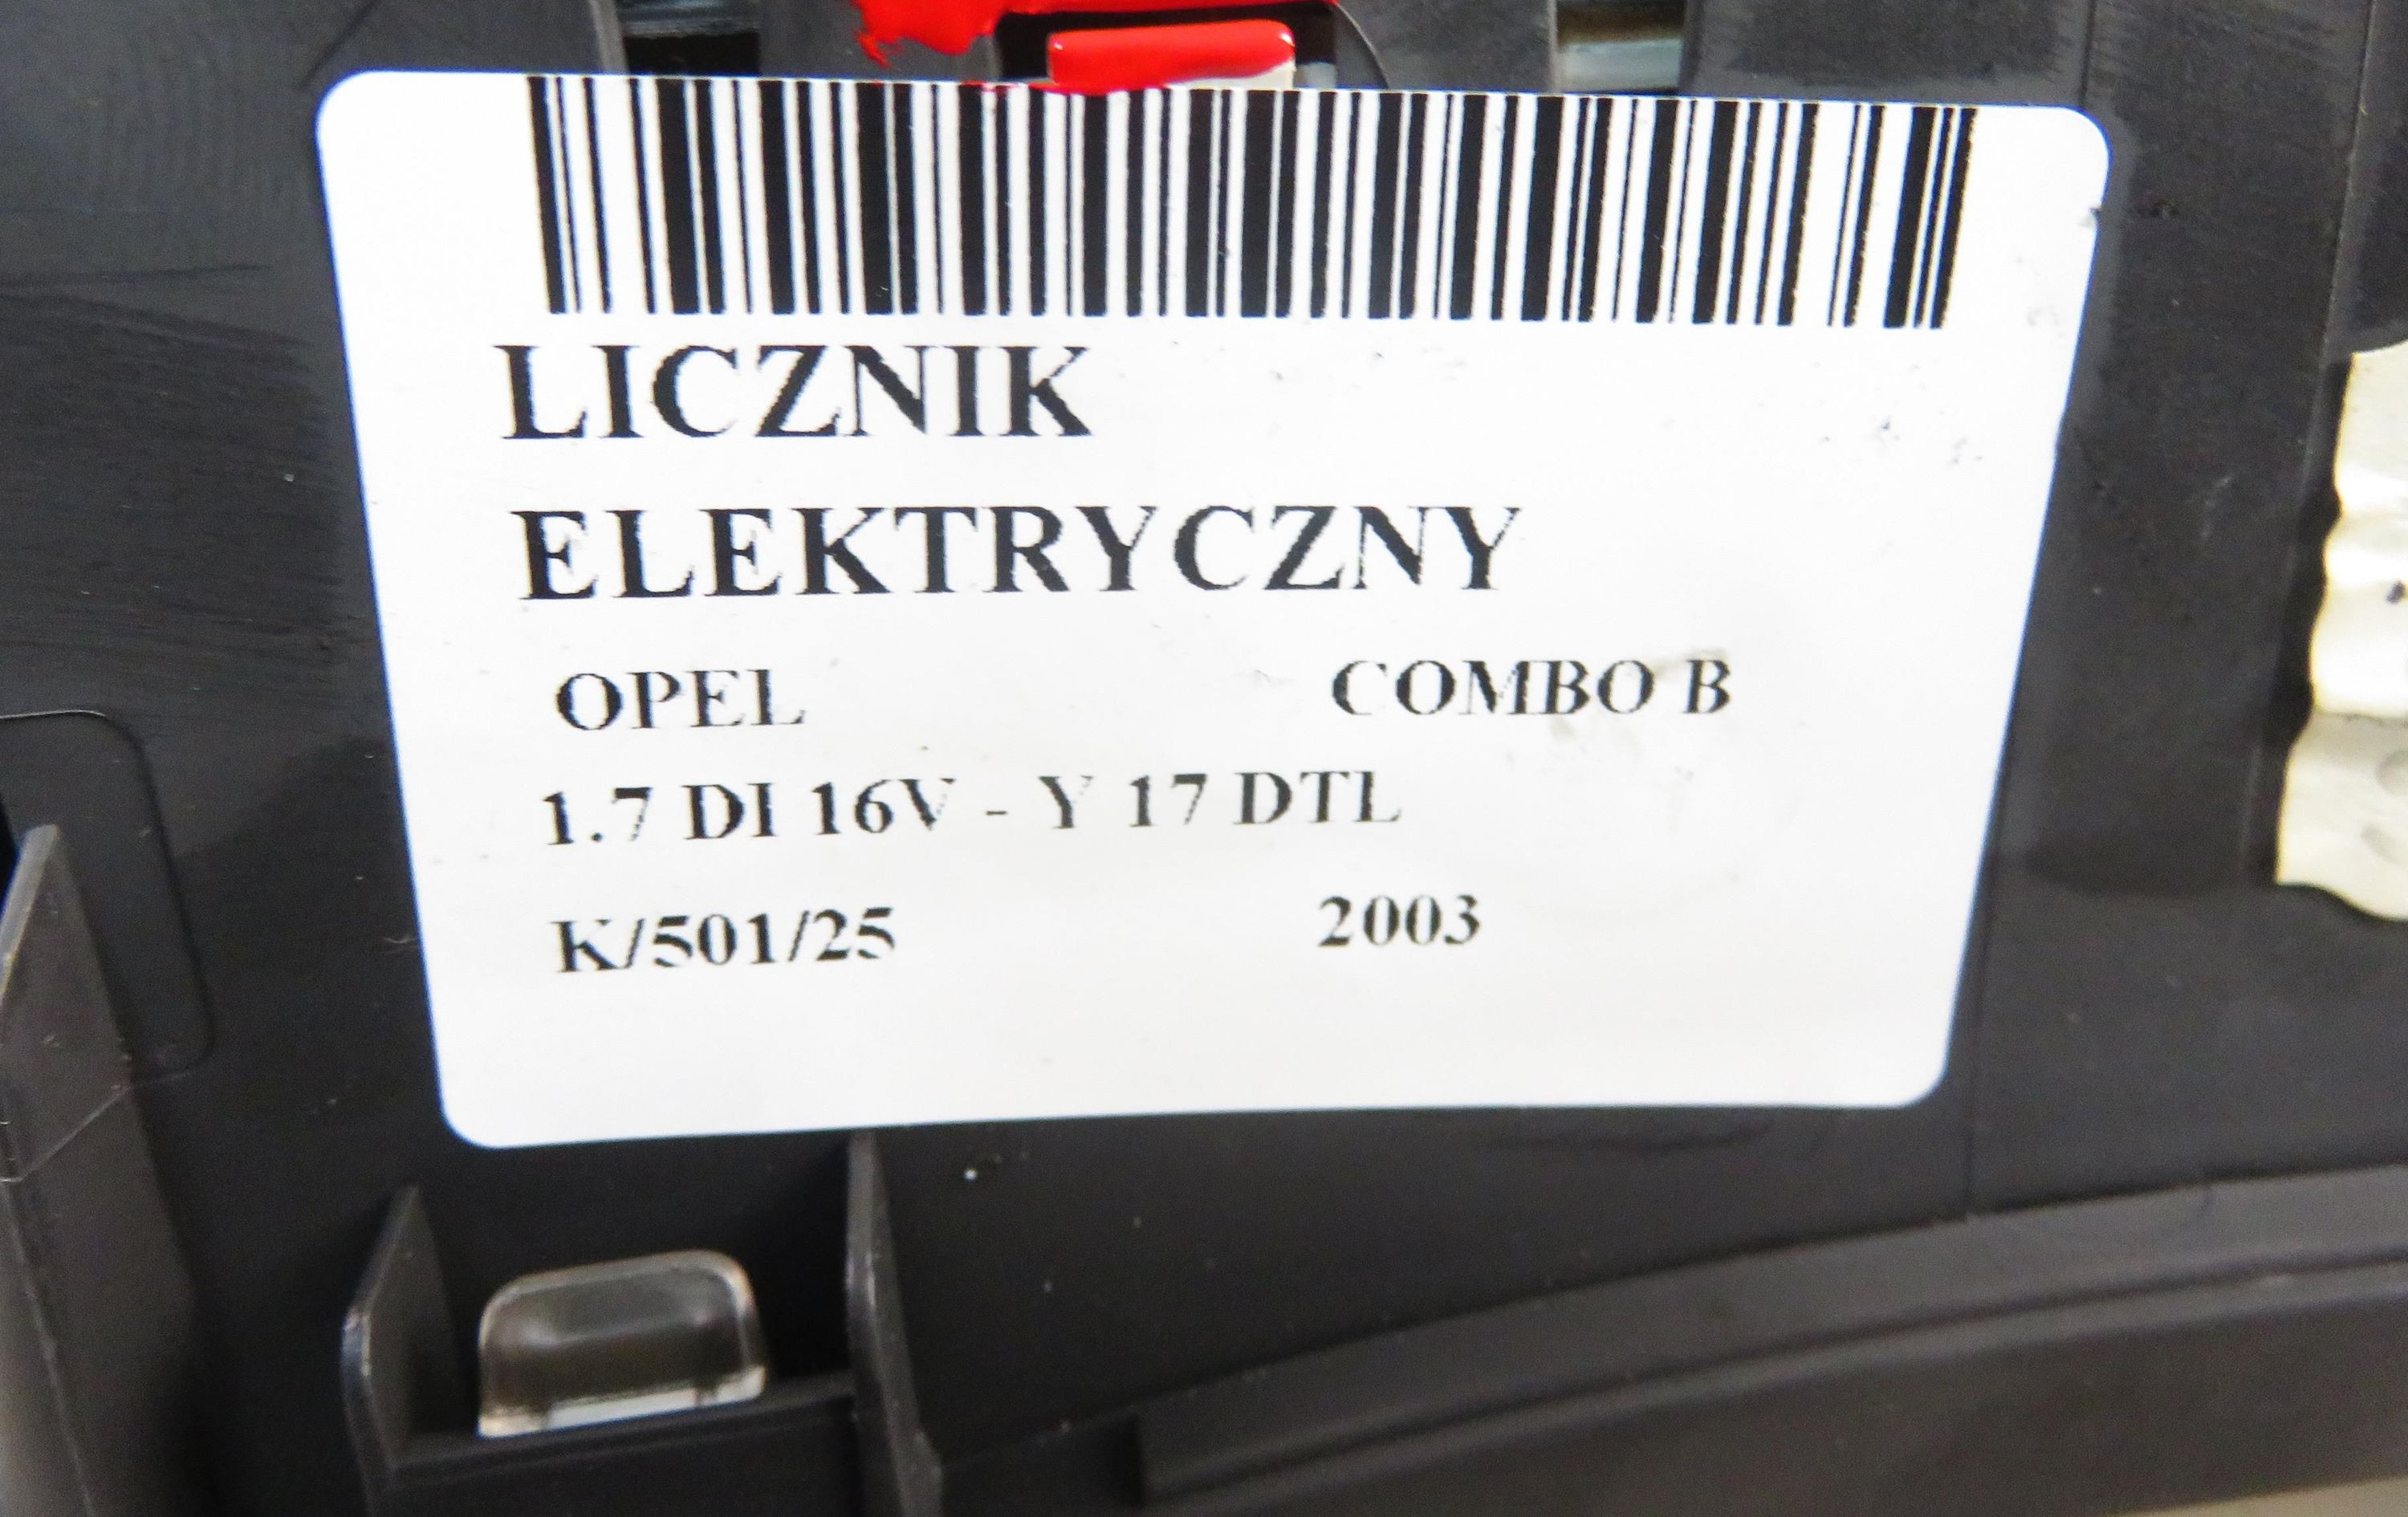 LICZNIK
ELEKTRYCZNY
OPEL COMBO B
1.7 DI 16V - Y 17 DTL
K/501/25 2003